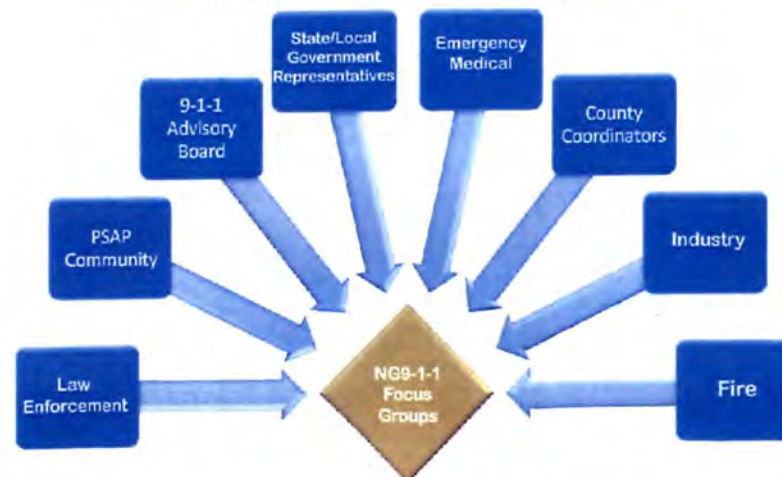 State/Local
Government
Representatives
Emergency
Medical
9-1-1
Advisory
Board
County
Coordinators
PSAP
Community
Industry
Law
Enforcement
NG9-1-1
Focus
Groups
Fire